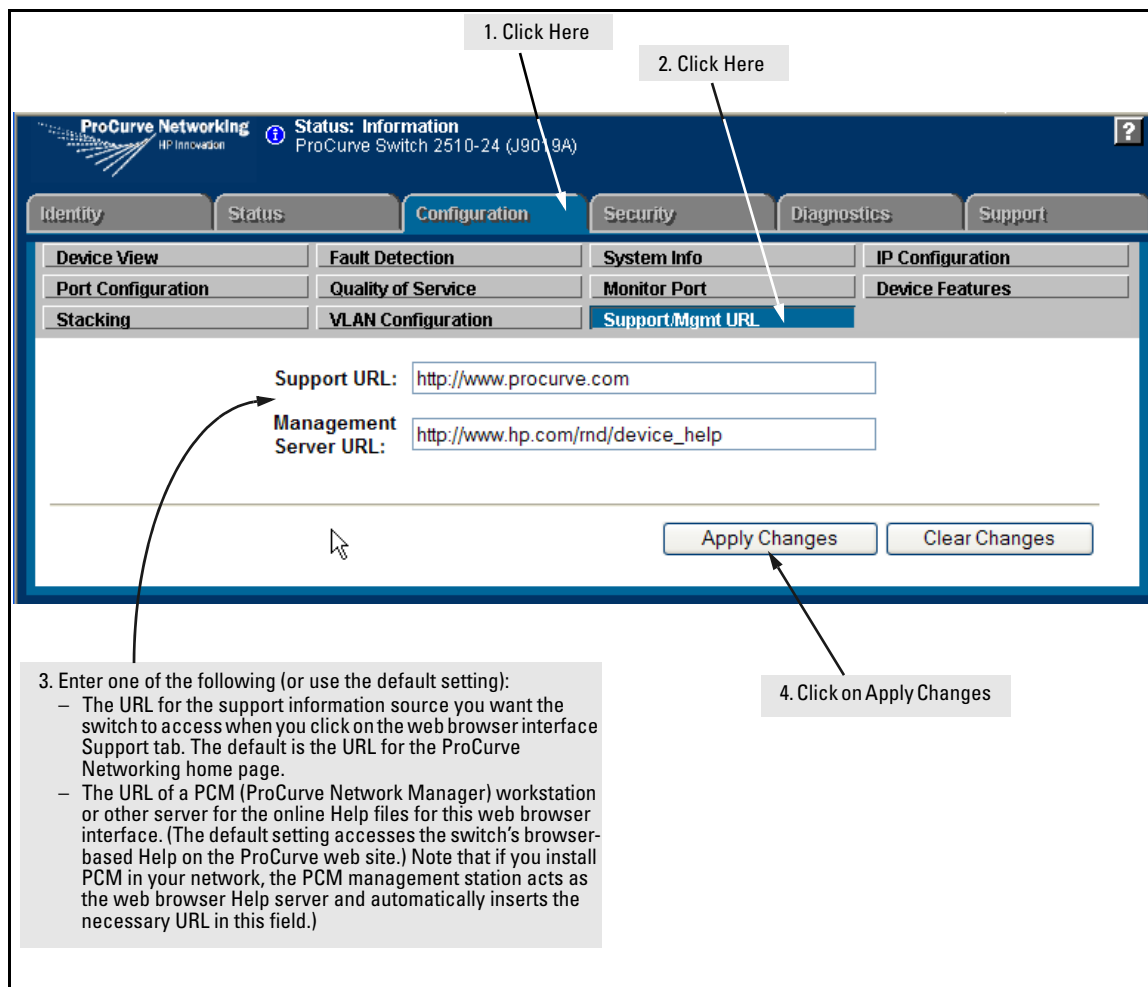 1. Click Here
2. Click Here
ProCurve Networking
HP Innovation
Status: Information
ProCurve Switch 2510-24 (J9019A)
?
Identity
Status
Configuration
Security
Diagnostics
Support
Device View
Fault Detection
System Info
IP Configuration
Port Configuration
Quality of Service
Monitor Port
Device Features
Stacking
VLAN Configuration
Support/Mgmt URL
Support URL:
http://www.procurve.com
Management
Server URL:
http://www.hp.com/rnd/device_help
Apply Changes
Clear Changes
3. Enter one of the following (or use the default setting):
– The URL for the support information source you want the
switch to access when you click on the web browser interface
Support tab. The default is the URL for the ProCurve
Networking home page.
– The URL of a PCM (ProCurve Network Manager) workstation
or other server for the online Help files for this web browser
interface. (The default setting accesses the switch's browser-
based Help on the ProCurve web site.) Note that if you install
PCM in your network, the PCM management station acts as
the web browser Help server and automatically inserts the
necessary URL in this field.)
4. Click on Apply Changes